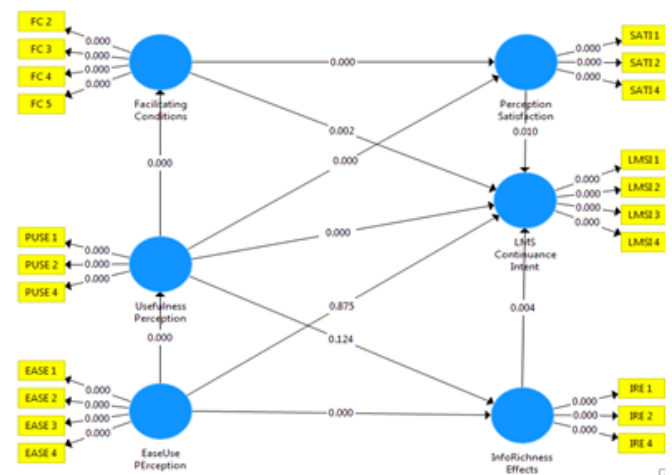 FC 2
FC 3
FC 4
FC 5
0.000
0.000
0.000
0.000
Facilitating
Conditions
0.000
0.002
0.000
0.000
SATI 1
SATI 2
SATI 4
0.000
0.000
0.000
Perception
Satisfaction
0.010
LMSI 1
LMSI 2
LMSI 3
LMSI 4
0.000
0.000
0.000
0.000
LMS
Continuance
Intent
PUSE 1
PUSE 2
PUSE 4
0.000
0.000
0.000
Usefulness
Perception
0.000
0.000
0.875
0.124
0.004
EASE 1
EASE 2
EASE 3
EASE 4
0.000
0.000
0.000
0.000
EaseUse
PErception
0.000
IRE 1
IRE 2
IRE 4
0.000
0.000
0.000
InfoRichness
Effects